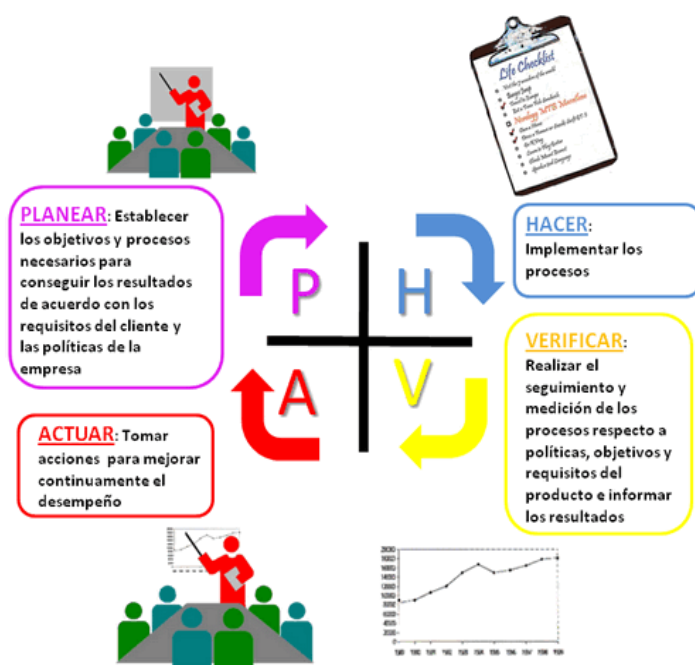 Life Checklist
PLANEAR: Establecer
los objetivos y procesos
necesarios para
conseguir los resultados
de acuerdo con los
requisitos del cliente y
las políticas de la
empresa
P
H
HACER:
Implementar los
procesos
A
V
VERIFICAR:
Realizar el
seguimiento y
medición de los
procesos respecto a
políticas, objetivos y
requisitos del
producto e informar
los resultados
ACTUAR: Tomar
acciones para mejorar
continuamente el
desempeño